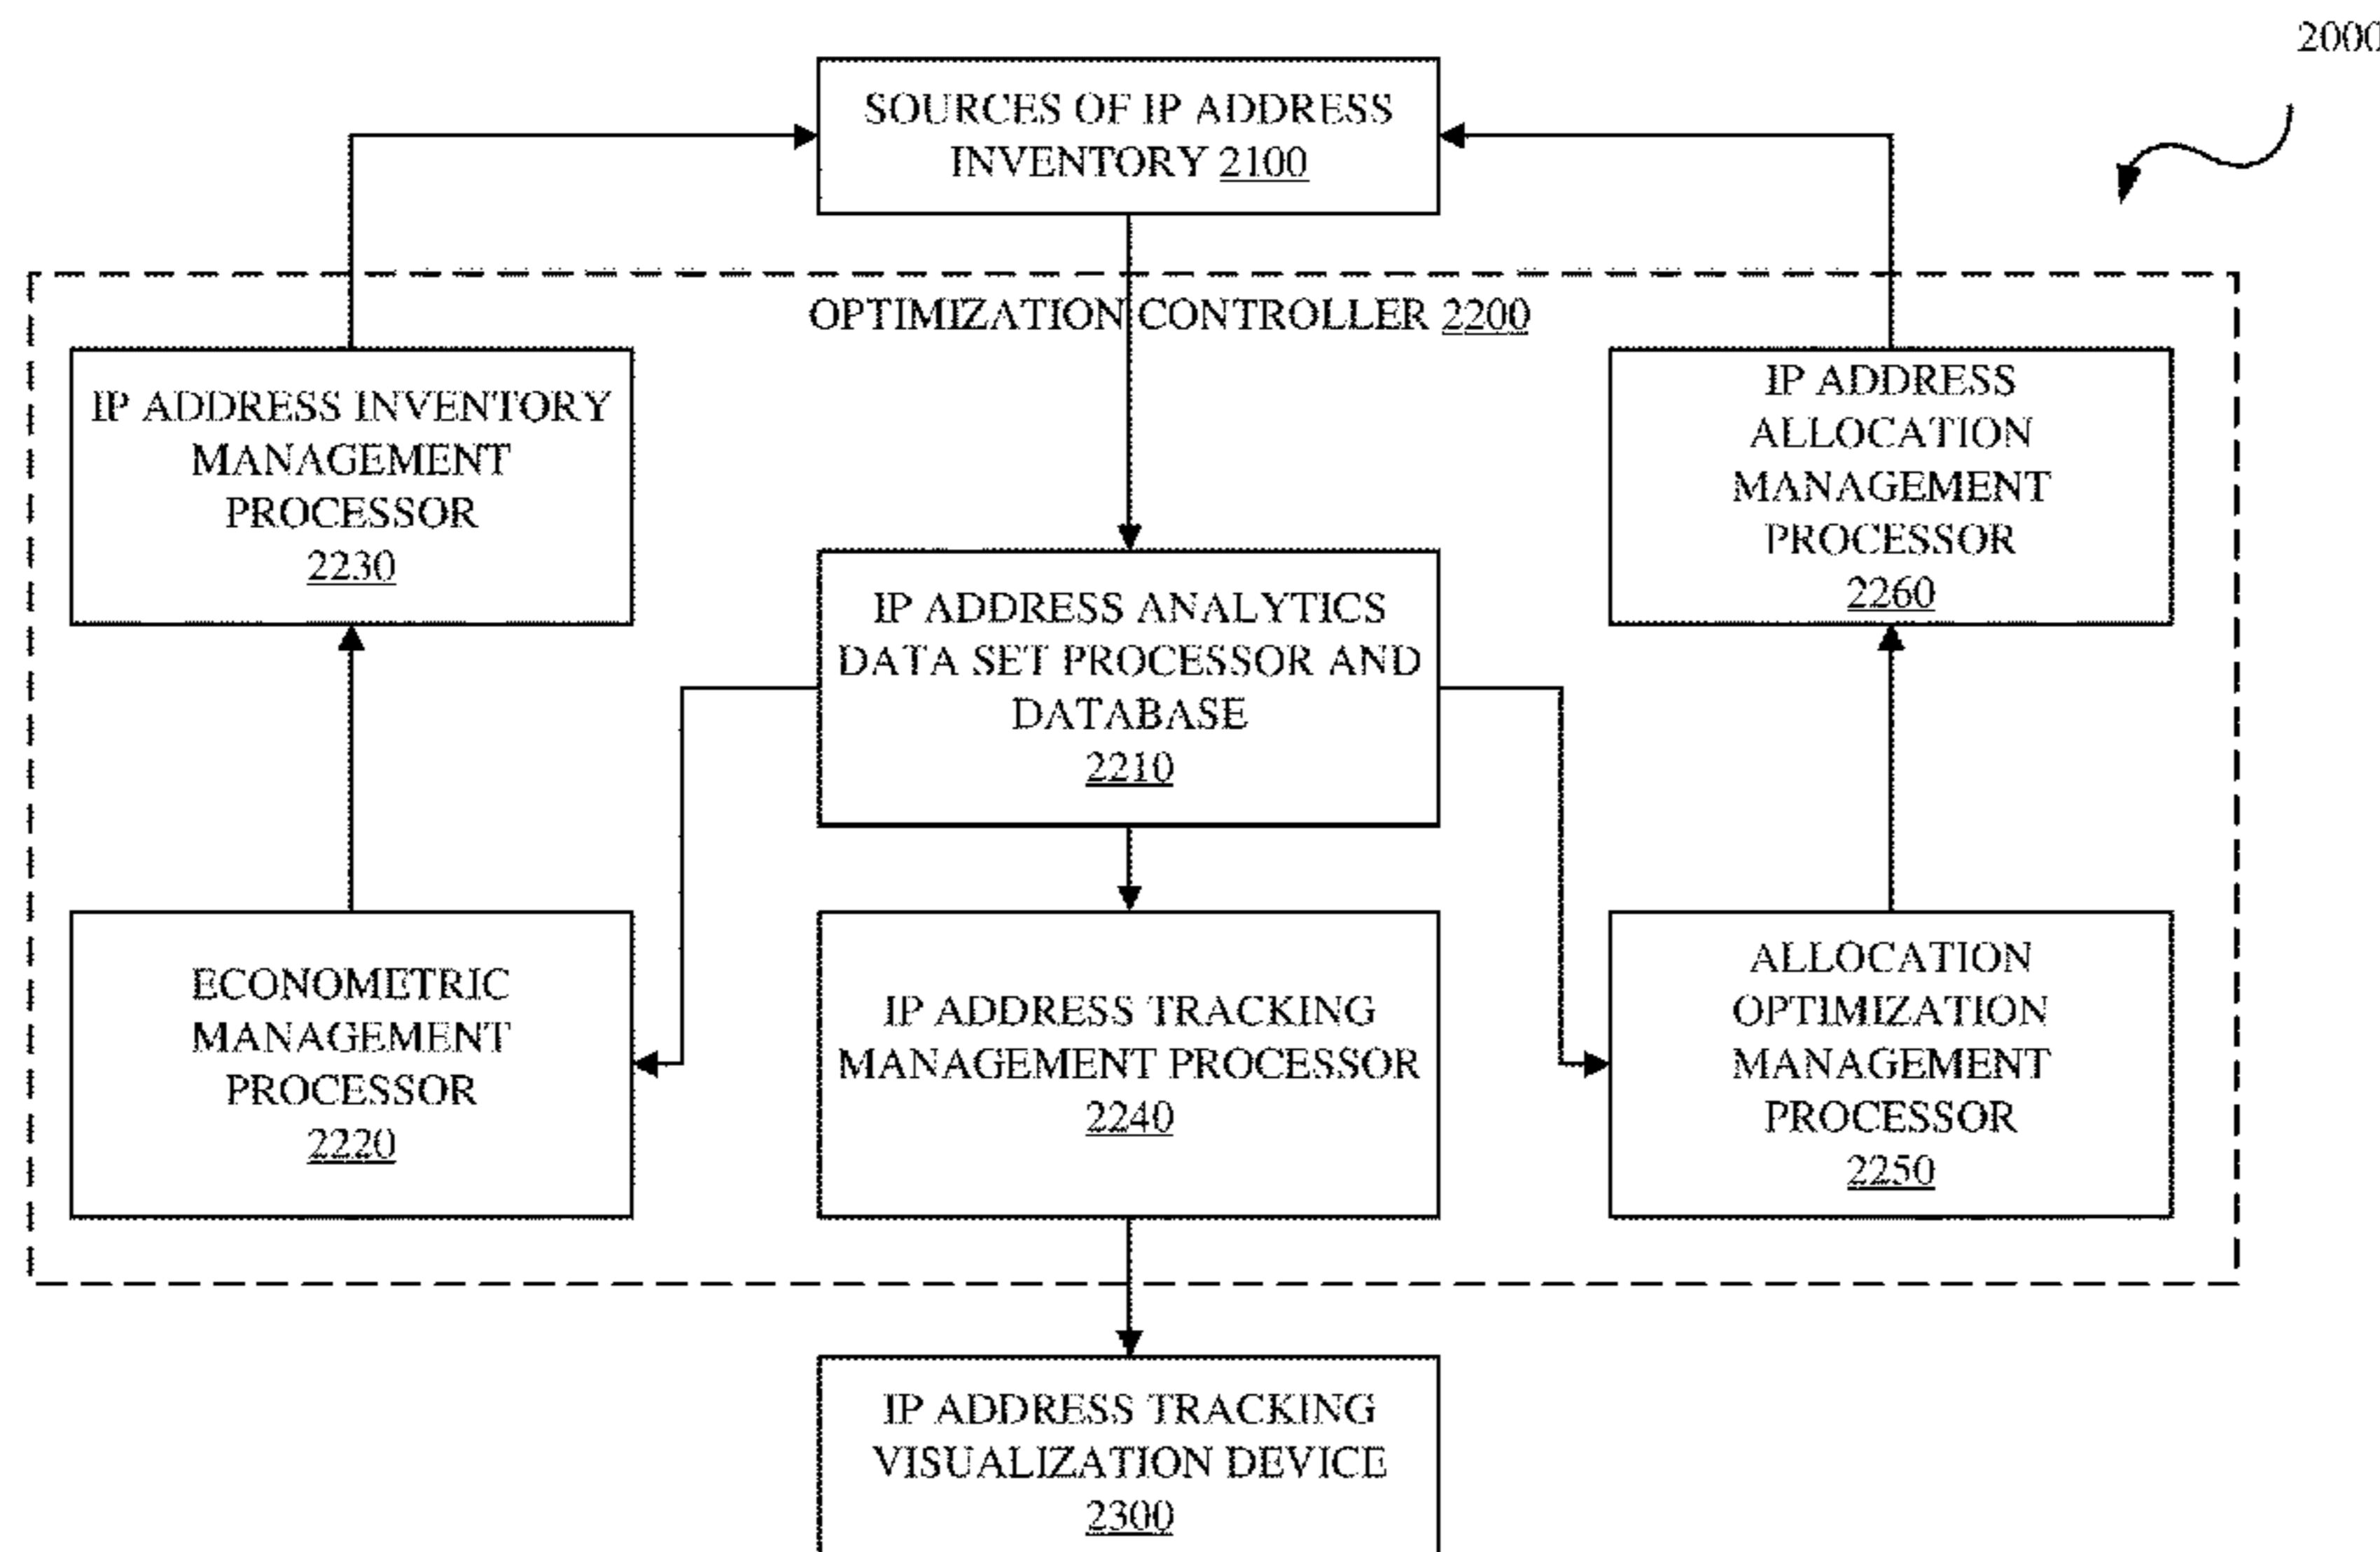 2000
SOURCES OF IP ADDRESS
INVENTORY 2100
OPTIMIZATION CONTROLLER 2200
IP ADDRESS INVENTORY
MANAGEMENT
PROCESSOR
2230
IP ADDRESS
ALLOCATION
MANAGEMENT
PROCESSOR
2260
IP ADDRESS ANALYTICS
DATA SET PROCESSOR AND
DATABASE
2210
ECONOMETRIC
MANAGEMENT
PROCESSOR
2220
IP ADDRESS TRACKING
MANAGEMENT PROCESSOR
2240
ALLOCATION
OPTIMIZATION
MANAGEMENT
PROCESSOR
2250
IP ADDRESS TRACKING
VISUALIZATION DEVICE
2300